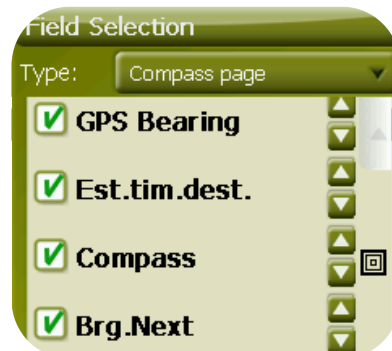 Field Selection
Type: Compass page
GPS Bearing
Est.tim.dest.
Compass
Brg.Next